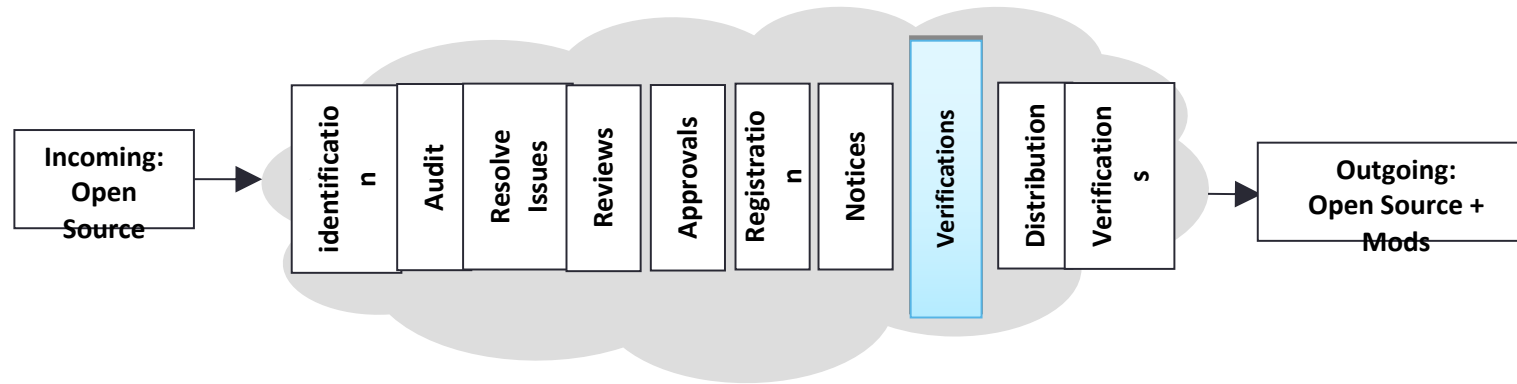 Incoming:
Open
Source
identificatio
n
Audit
Resolve
Issues
Reviews
Approvals
Registratio
n
Notices
Verifications
Distribution
Verification
s
Outgoing:
Open Source +
Mods